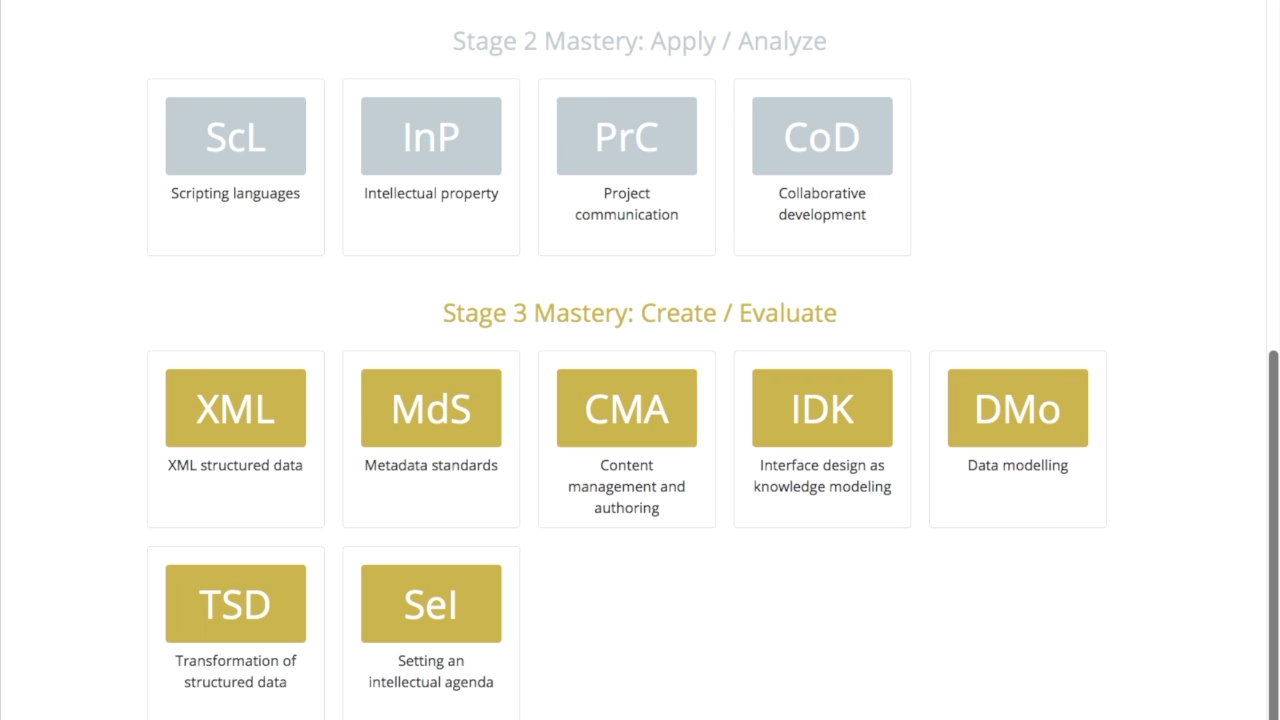 Stage 2 Mastery: Apply / Analyze
ScL
InP
PrC
CoD
Scripting languages
Intellectual property
Project
communication
Collaborative
development
Stage 3 Mastery: Create / Evaluate
XML
MdS
CMA
IDK
DMo
XML structured data
Metadata standards
Content
management and
authoring
Interface design as
knowledge modeling
Data modelling
TSD
SeI
Transformation of
structured data
Setting an
intellectual agenda